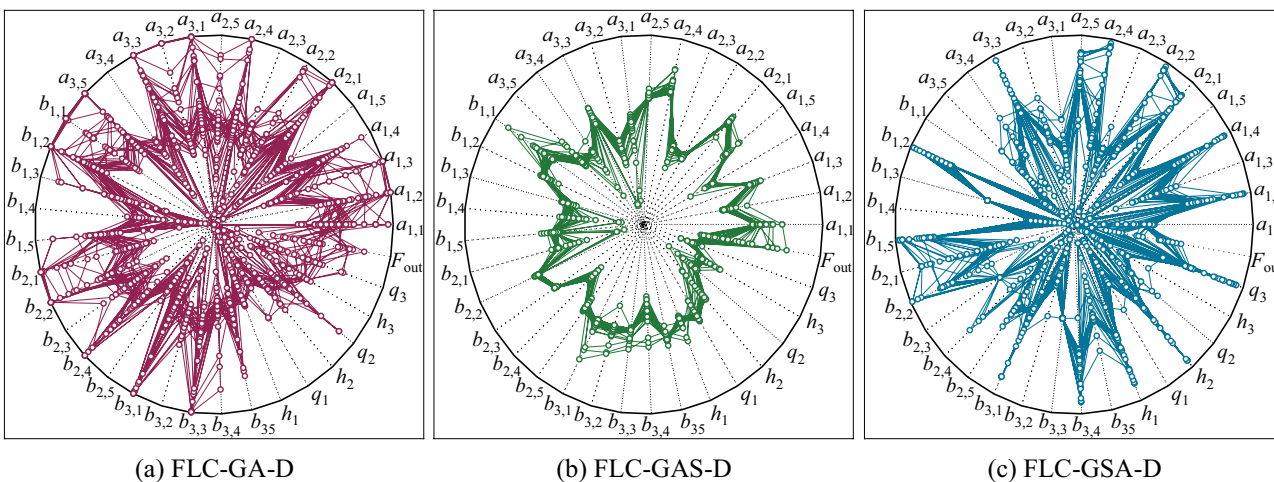 a3,1 a2,5 a2,4 a2,3 a2,2 a2,1 a1,5 a1,4 a1,3 a1,2 a1,1 Fout q3 h3 q2 h2 q1 h1 b35 b3,4 b3,3 b3,2 b3,1 b2,5 b2,4 b2,3 b2,2 b2,1 b1,5 b1,4 b1,3 b1,2 b1,1 a3,5 a3,4 a3,3 a3,2
(a) FLC-GA-D
a3,1 a2,5 a2,4 a2,3 a2,2 a2,1 a1,5 a1,4 a1,3 a1,2 a1,1 Fout q3 h3 q2 h2 q1 h1 b35 b3,4 b3,3 b3,2 b3,1 b2,5 b2,4 b2,3 b2,2 b2,1 b1,5 b1,4 b1,3 b1,2 b1,1 a3,5 a3,4 a3,3 a3,2
(b) FLC-GAS-D
a3,1 a2,5 a2,4 a2,3 a2,2 a2,1 a1,5 a1,4 a1,3 a1, a1 Fout q3 h3 q2 h2 q1 h1 b35 b3,4 b3,3 b3,2 b3,1 b2,5 b2,4 b2,3 b2,2 b2,1 b1,5 b1,4 b1,3 b1,2 b1,1 a3,5 a3,4 a3,3 a3,2
(c) FLC-GSA-D